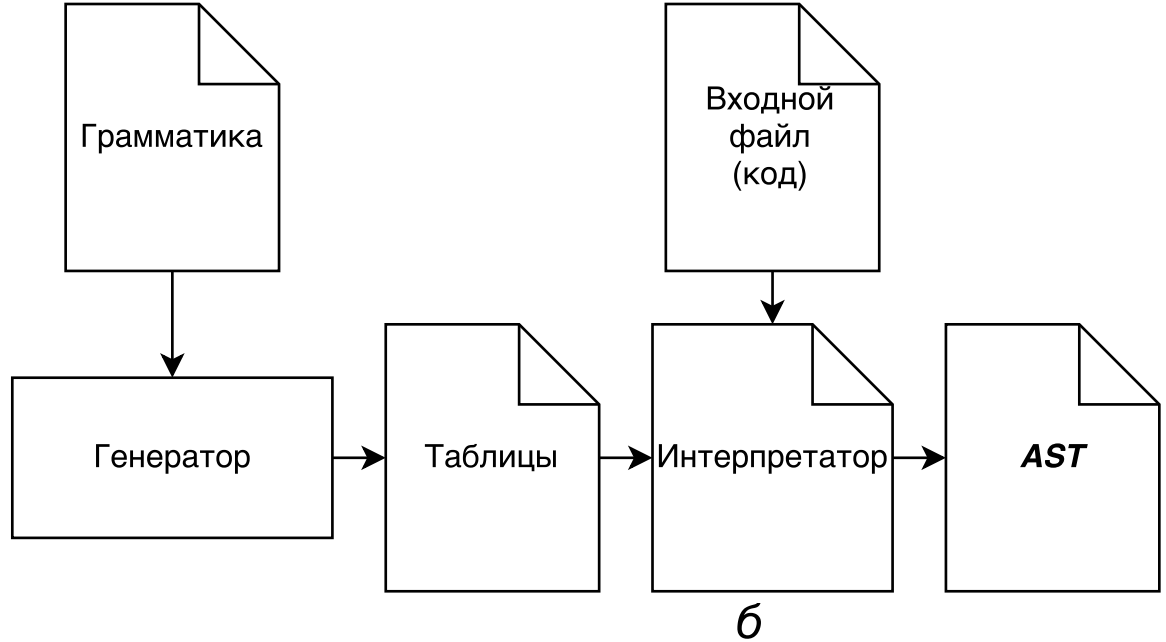 Грамматика
Входной
файл
(код)
Генератор
Таблицы
Интерпретатор
AST
б